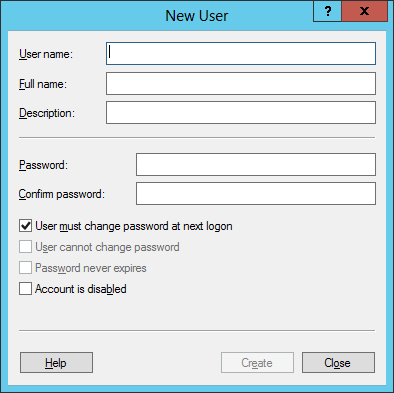 New User
? x
User name:
Full name:
Description:
Password:
Confirm password:
User must change password at next logon
User cannot change password
Password never expires
Account is disabled
Help Create Close